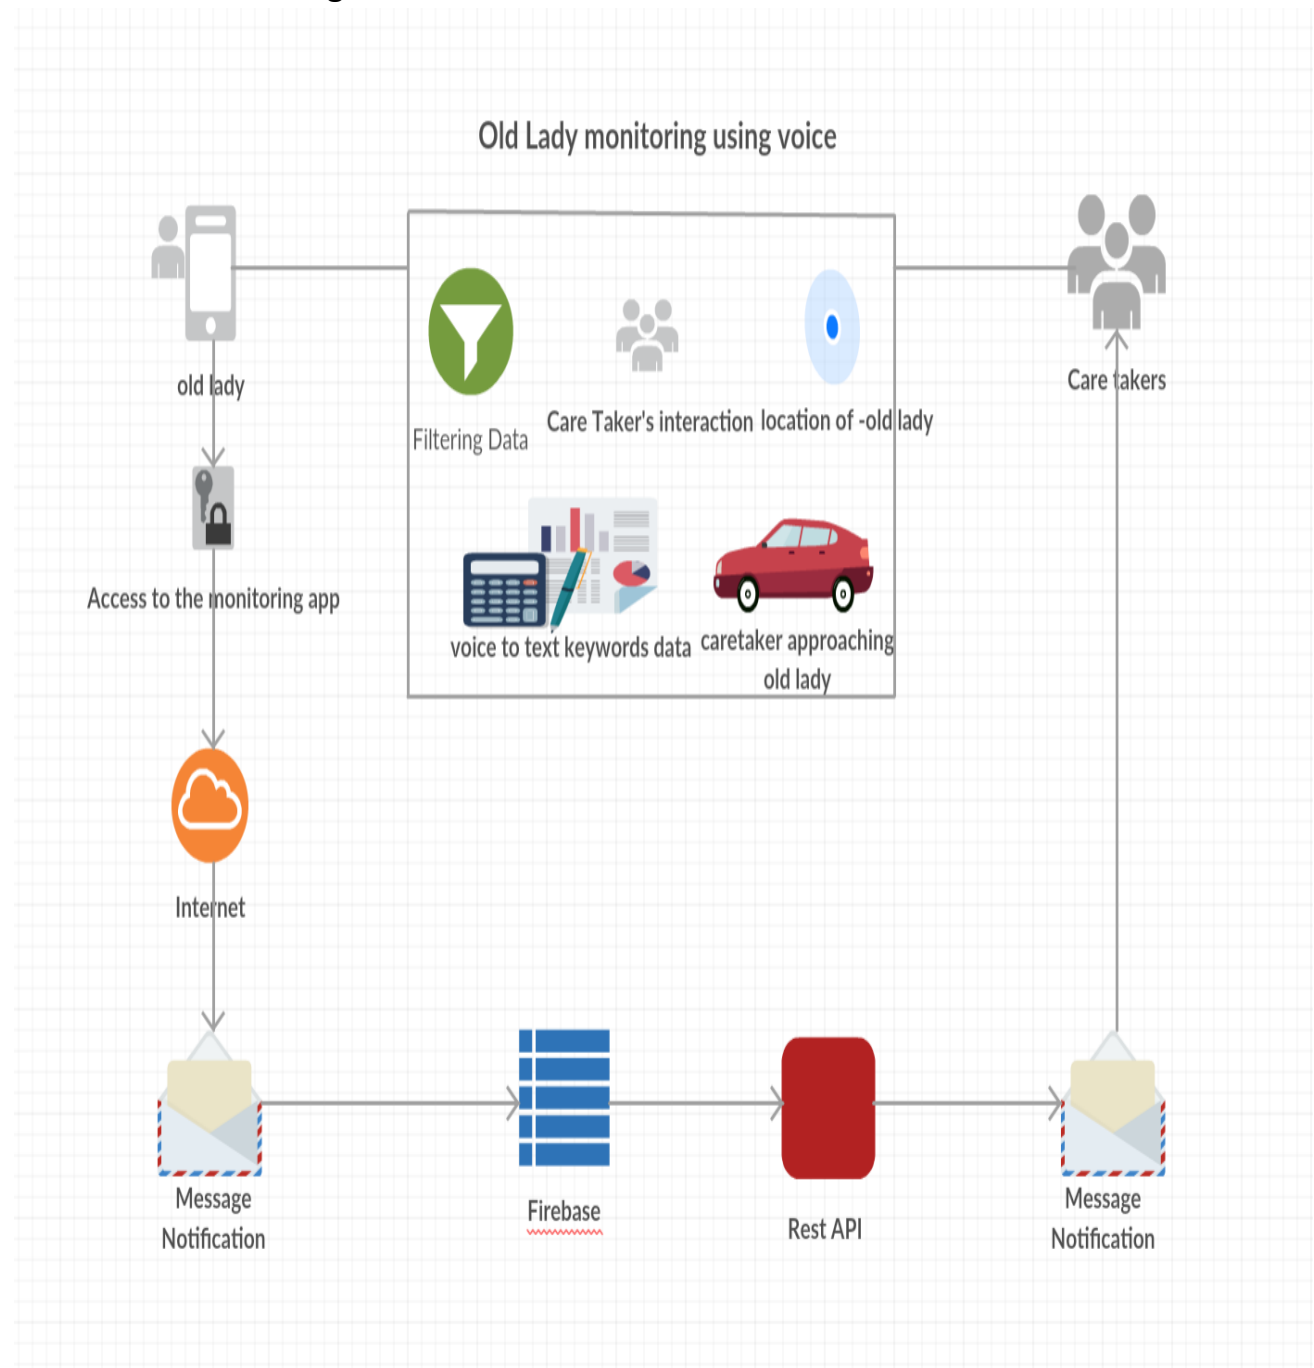 Old Lady monitoring using voice
old lady
Care takers
Filtering Data
Care Taker's interaction
location of -old lady
Access to the monitoring app
voice to text keywords data
caretaker approaching
old lady
Internet
Message
Notification
Firebase
Rest API
Message
Notification